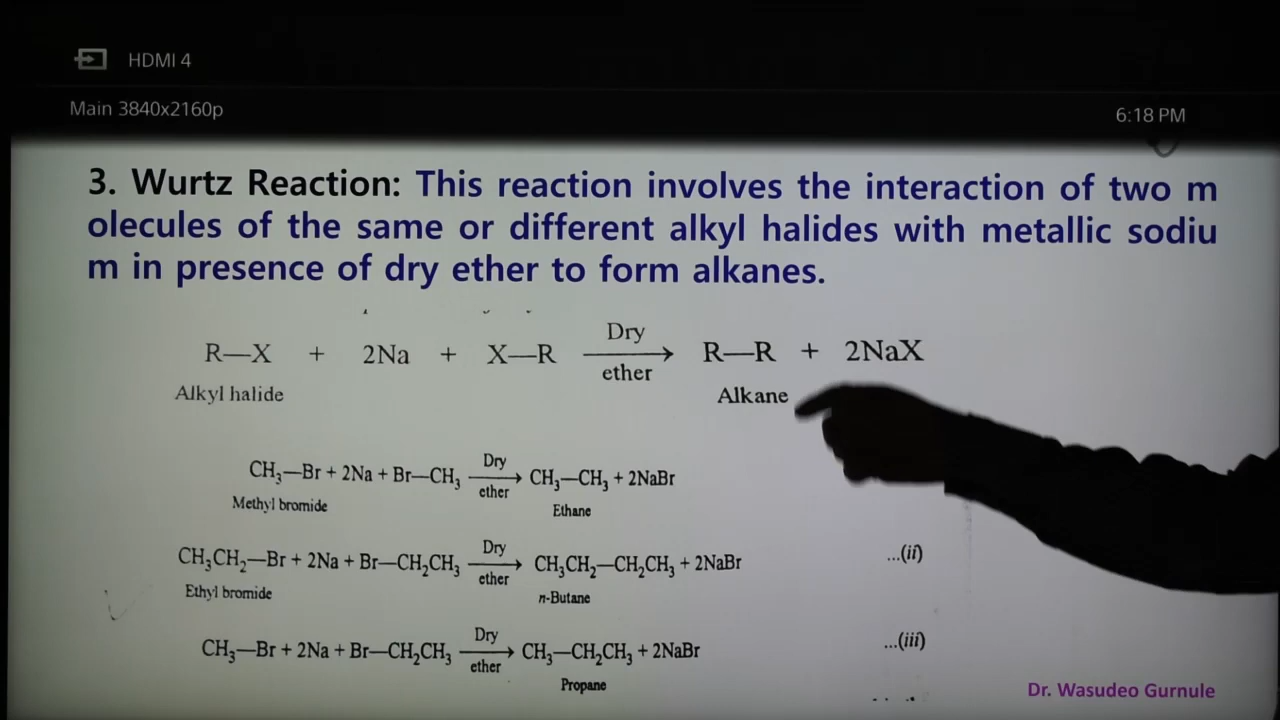 HDMI 4
Main 3840x2160p
6:18 PM
3. Wurtz Reaction: This reaction involves the interaction of two m
olecules of the same or different alkyl halides with metallic sodiu
m in presence of dry ether to form alkanes.
Dry
R—X + 2Na + X—R ⟶ R—R + 2NaX
ether
Alkyl halide Alkane
Dry
CH₃—Br + 2Na + Br—CH₃ ⟶ CH₃—CH₃ + 2NaBr
ether
Methyl bromide Ethane
Dry
CH₃CH₂—Br + 2Na + Br—CH₂CH₃ ⟶ CH₃CH₂—CH₂CH₃ + 2NaBr ...(ii)
ether
Ethyl bromide n-Butane
Dry
CH₃—Br + 2Na + Br—CH₂CH₃ ⟶ CH₃—CH₂CH₃ + 2NaBr ...(iii)
ether
Propane
Dr. Wasudeo Gurnule